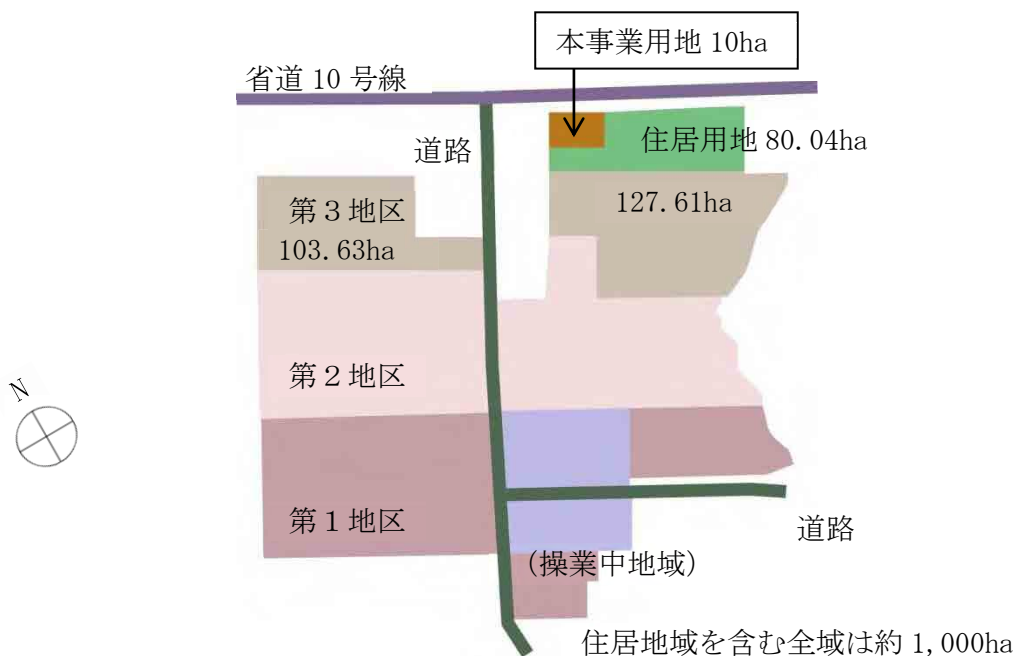 本事業用地 10ha
省道 10 号線
道路
住居用地 80.04ha
第３地区
127.61ha
103.63ha
第２地区
N
第１地区
道路
(操業中地域)
住居地域を含む全域は約 1,000ha